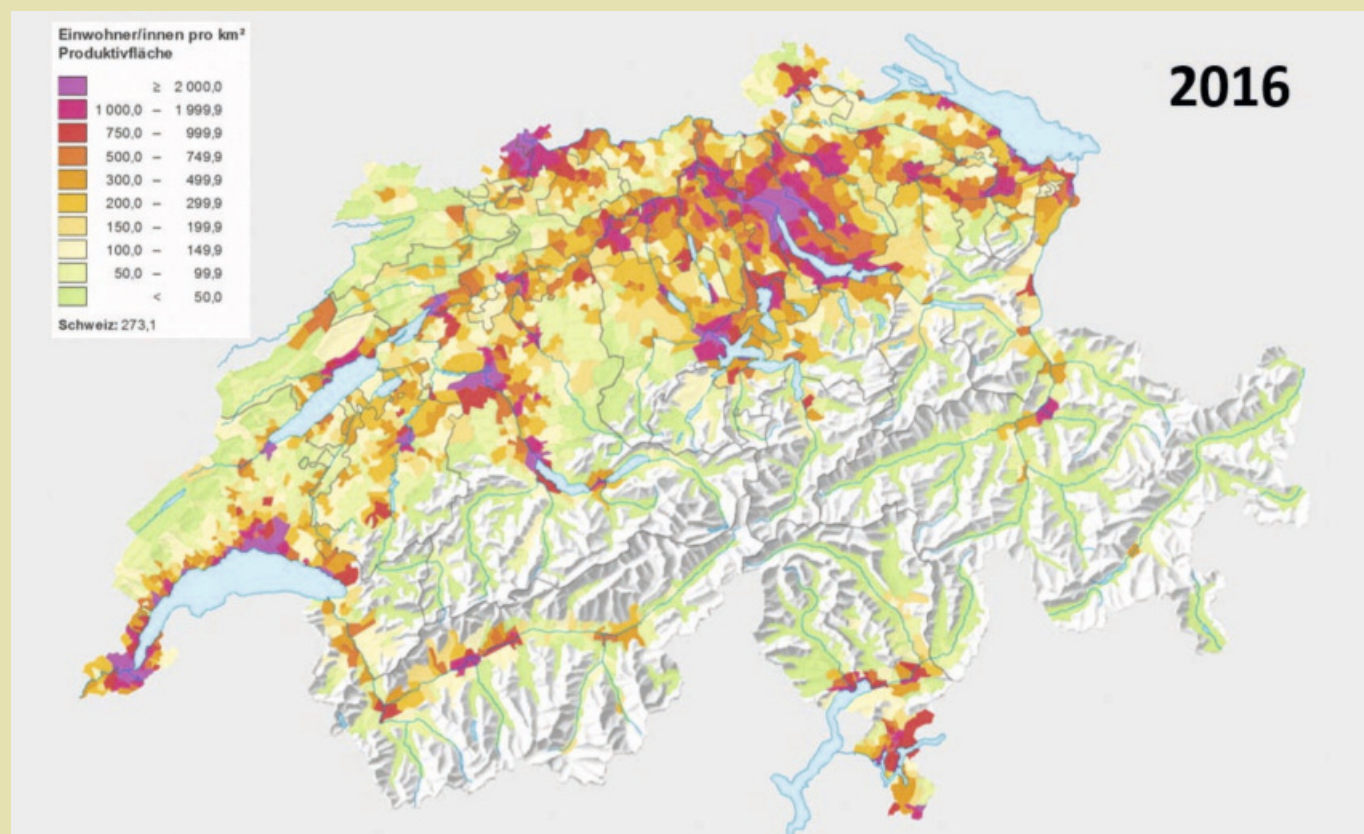 Einwohner/innen pro km²
Produktivfläche
≥ 2 000,0
1 000,0 – 1 999,9
750,0 – 999,9
500,0 – 749,9
300,0 – 499,9
200,0 – 299,9
150,0 – 199,9
100,0 – 149,9
50,0 – 99,9
< 50,0
Schweiz: 273,1
2016